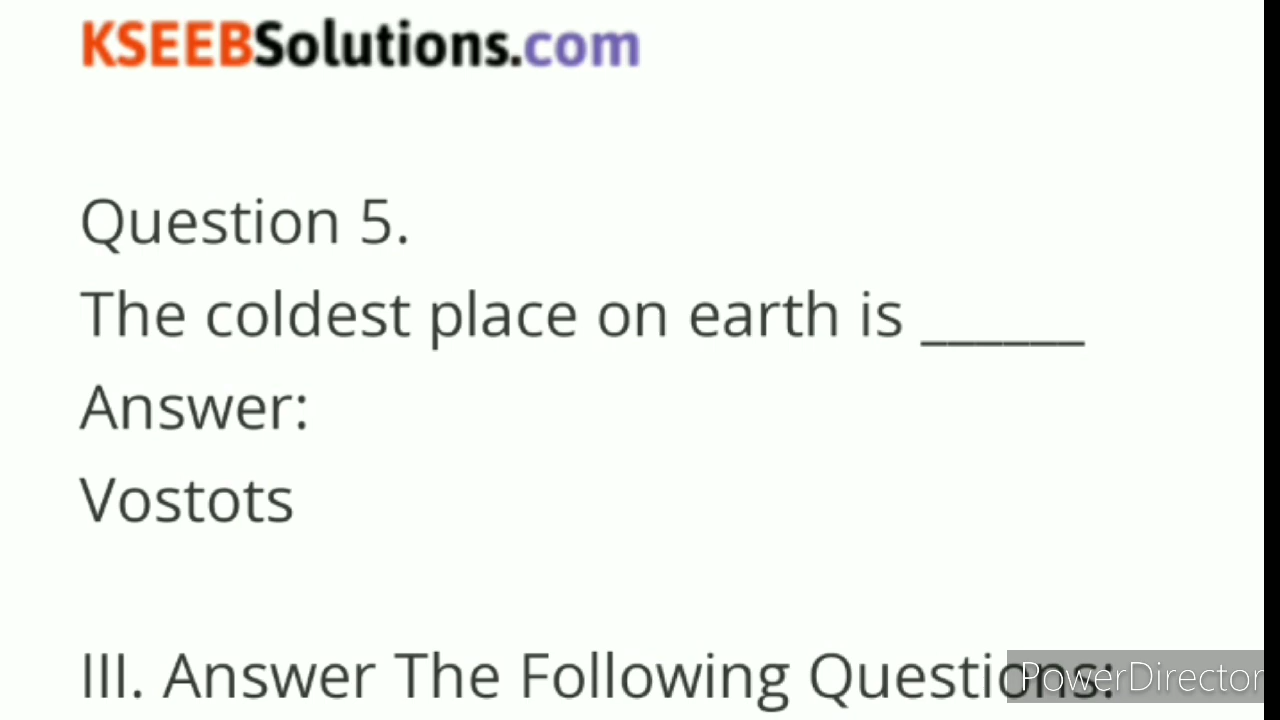 KSEEBSolutions.com
Question 5.
The coldest place on earth is ______
Answer:
Vostots
III. Answer The Following Questions:
PowerDirector